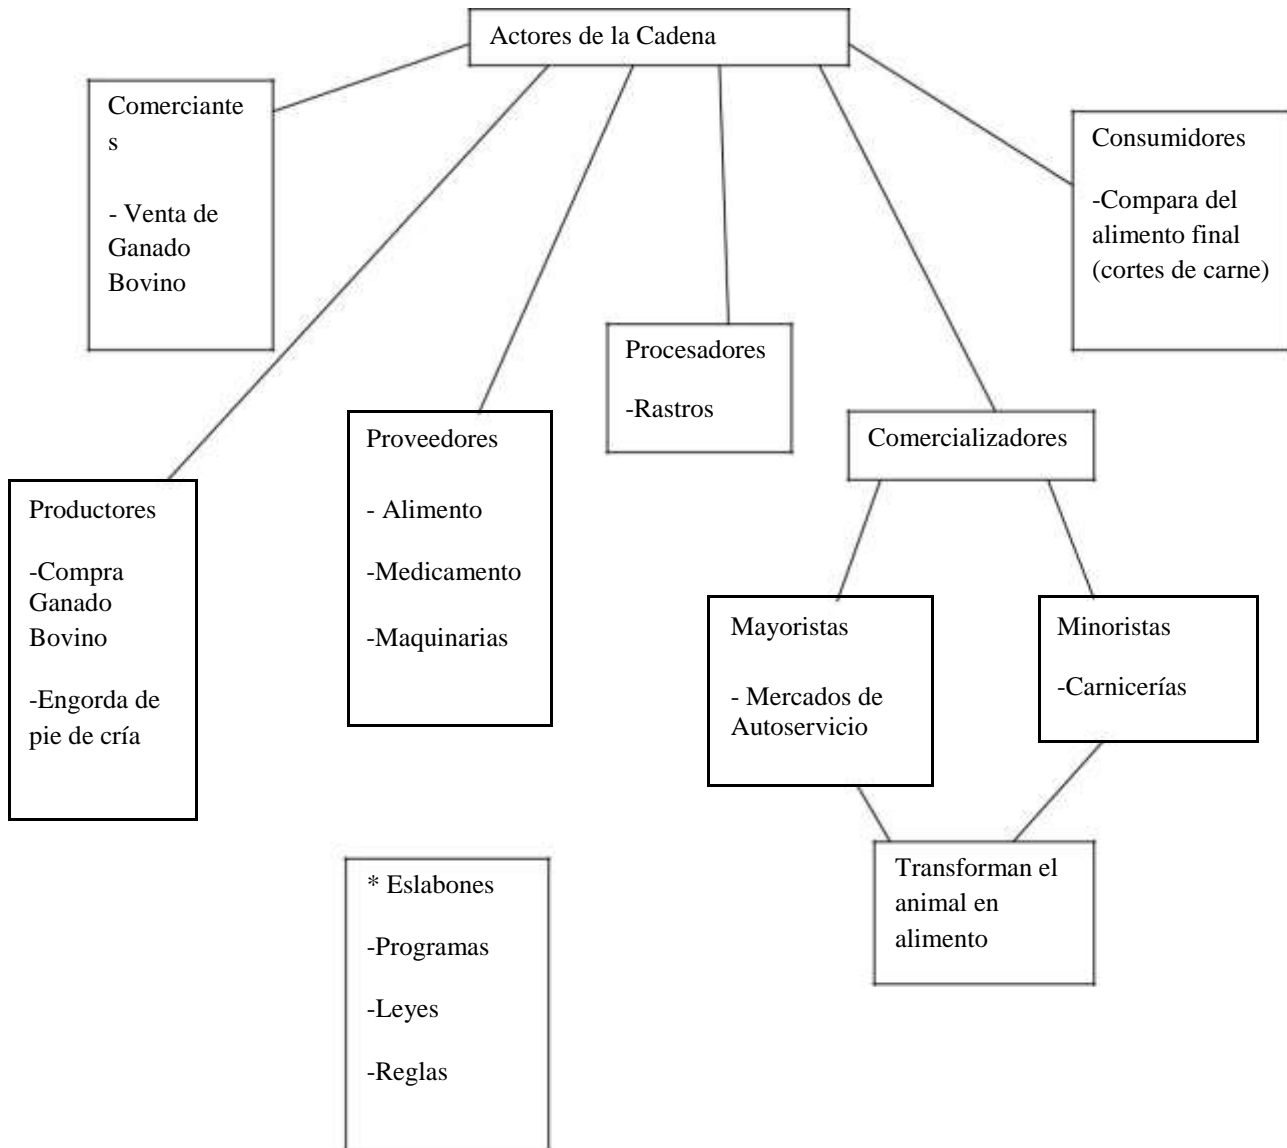 Actores de la Cadena
Comerciante
s
- Venta de
Ganado
Bovino
Consumidores
-Compara del
alimento final
(cortes de carne)
Procesadores
-Rastros
Proveedores
- Alimento
-Medicamento
-Maquinarias
Comercializadores
Productores
-Compra
Ganado
Bovino
-Engorda de
pie de cría
Mayoristas
- Mercados de
Autoservicio
Minoristas
-Carnicerías
Transforman el
animal en
alimento
* Eslabones
-Programas
-Leyes
-Reglas